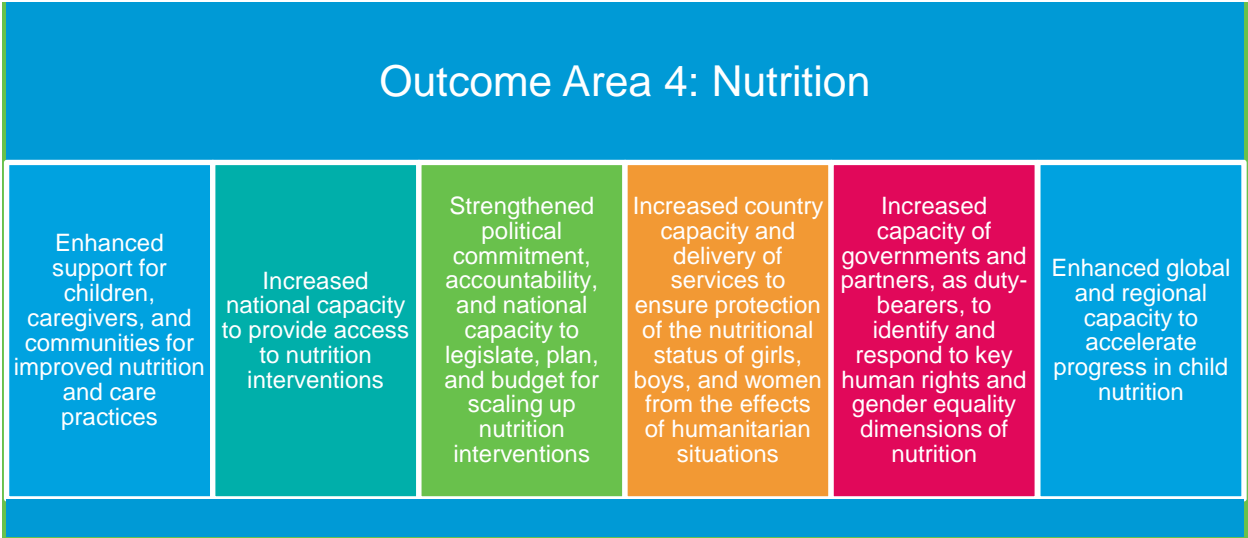 Outcome Area 4: Nutrition
Enhanced
support for
children,
caregivers, and
communities for
improved nutrition
and care
practices
Increased
national capacity
to provide access
to nutrition
interventions
Strengthened
political
commitment,
accountability,
and national
capacity to
legislate, plan,
and budget for
scaling up
nutrition
interventions
Increased country
capacity and
delivery of
services to
ensure protection
of the nutritional
status of girls,
boys, and women
from the effects
of humanitarian
situations
Increased
capacity of
governments and
partners, as duty-
bearers, to
identify and
respond to key
human rights and
gender equality
dimensions of
nutrition
Enhanced global
and regional
capacity to
accelerate
progress in child
nutrition